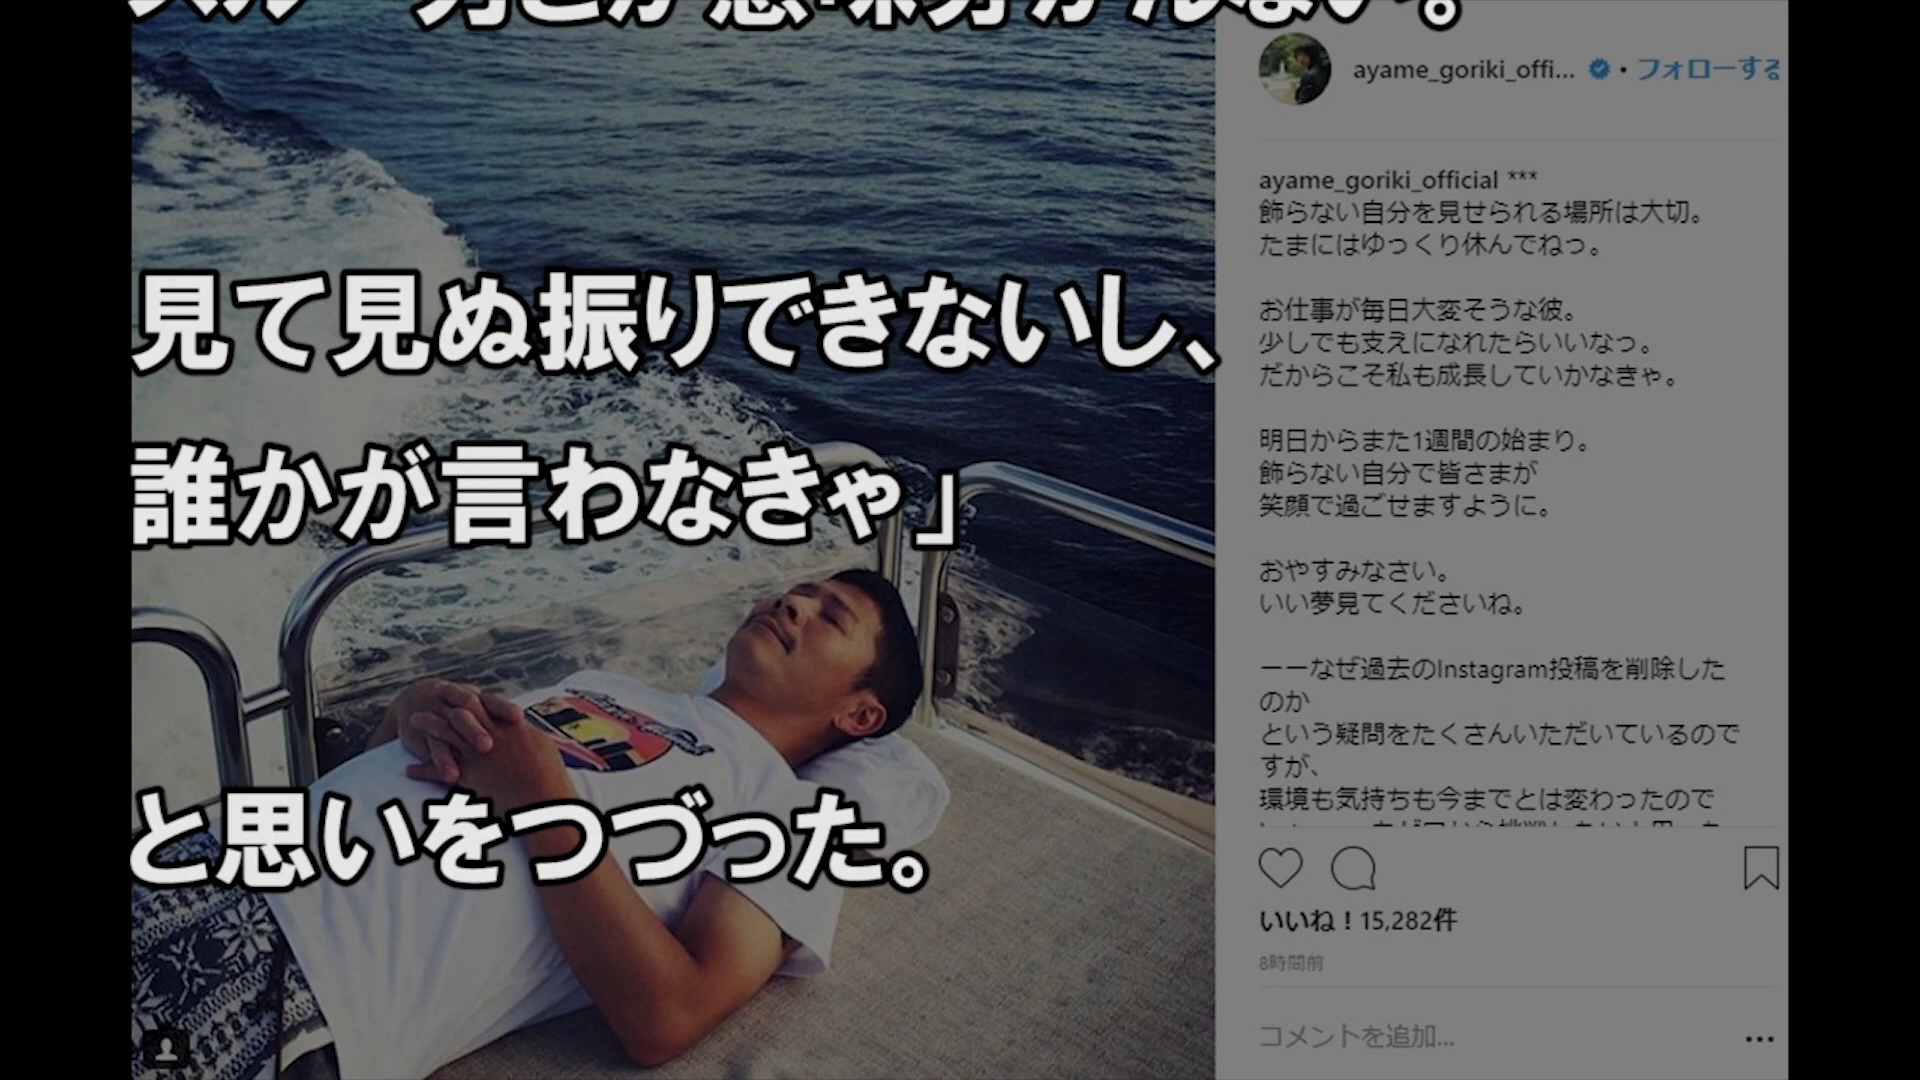 見て見ぬ振りできないし、
誰かが言わなきゃ」
と思いをつづった。
ayame_goriki_offi... ・フォローする
ayame_goriki_official ***
飾らない自分を見せられる場所は大切。
たまにはゆっくり休んでねっ。
お仕事が毎日大変そうな彼。
少しでも支えになれたらいいなっ。
だからこそ私も成長していかなきゃ。
明日からまた1週間の始まり。
飾らない自分で皆さまが
笑顔で過ごせますように。
おやすみなさい。
いい夢見てくださいね。
ーーなぜ過去のInstagram投稿を削除した
のか
という疑問をたくさんいただいているので
すが、
環境も気持ちも今までとは変わったので
いいね！15,282件
8時間前
コメントを追加...